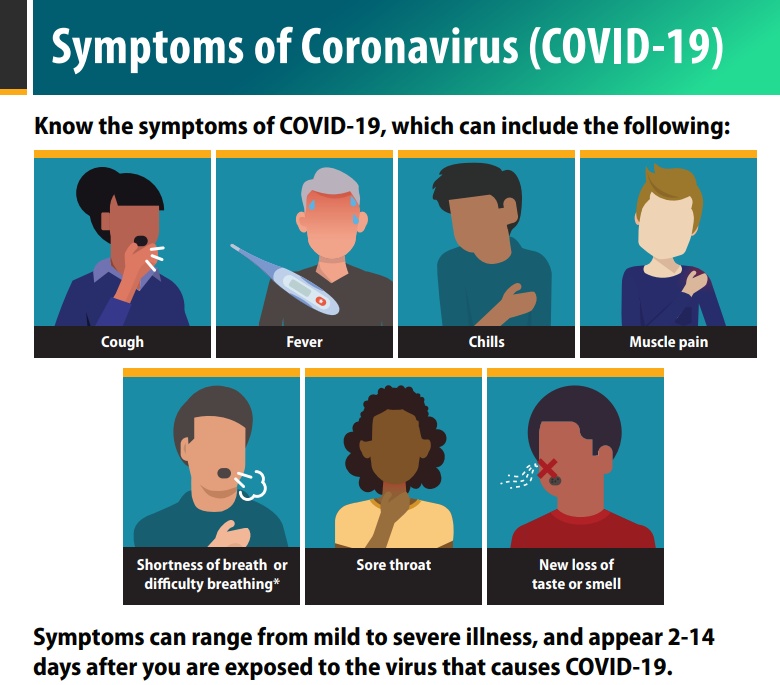 Symptoms of Coronavirus (COVID-19)
Know the symptoms of COVID-19, which can include the following:
Cough
Fever
Chills
Muscle pain
Shortness of breath or
difficulty breathing*
Sore throat
New loss of
taste or smell
Symptoms can range from mild to severe illness, and appear 2-14
days after you are exposed to the virus that causes COVID-19.